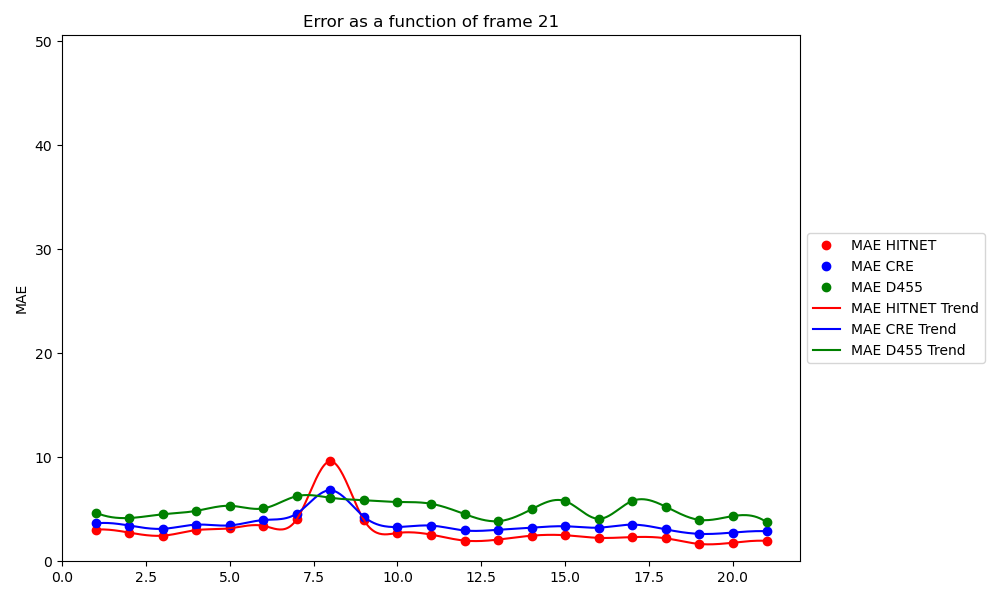 Error as a function of frame 21
50
40
30
20
10
0
MAE
0.0
2.5
5.0
7.5
10.0
12.5
15.0
17.5
20.0
MAE HITNET
MAE CRE
MAE D455
MAE HITNET Trend
MAE CRE Trend
MAE D455 Trend